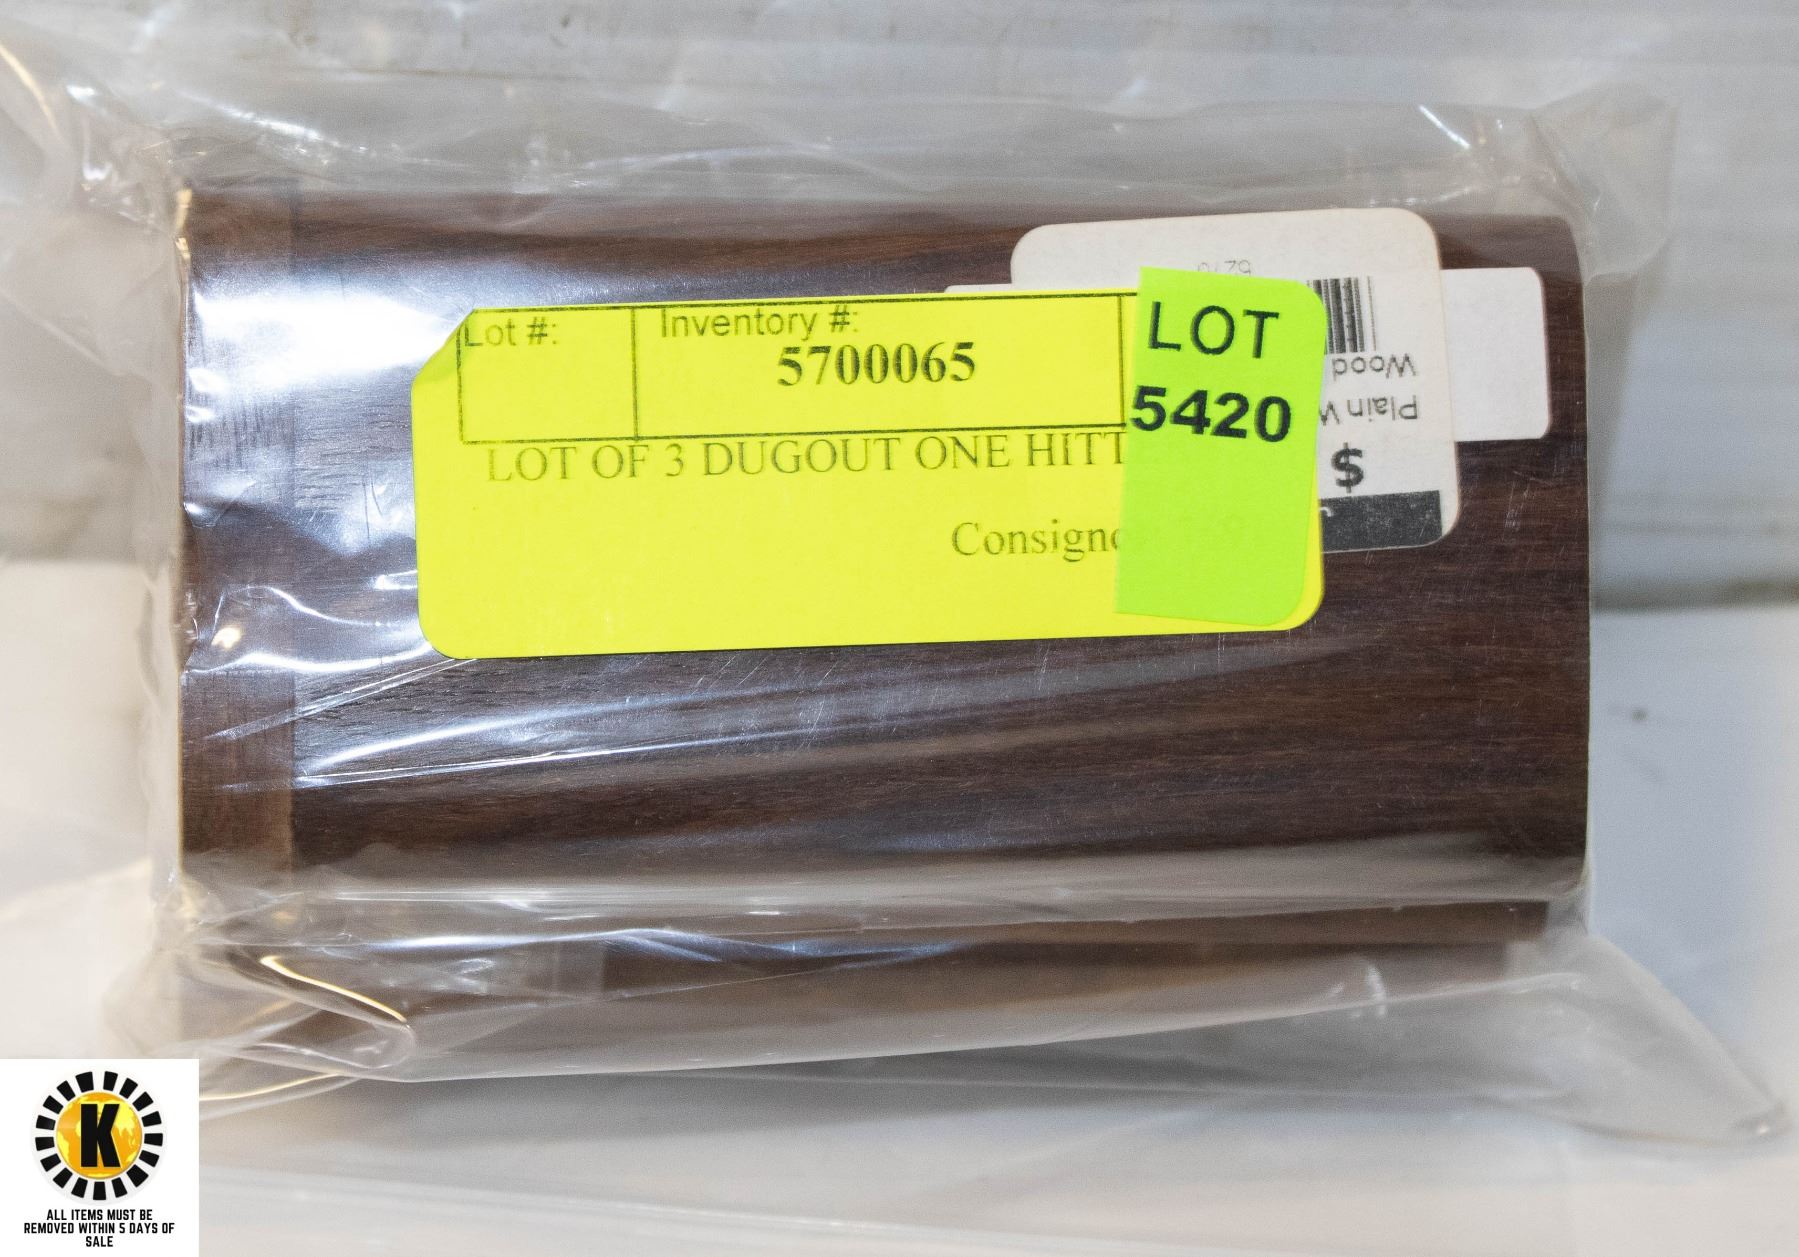 Lot #:
Inventory #:
5700065
LOT OF 3 DUGOUT ONE HITT
Consigno
LOT
5420
Wood
Plain W
$
K
ALL ITEMS MUST BE
REMOVED WITHIN 5 DAYS OF
SALE